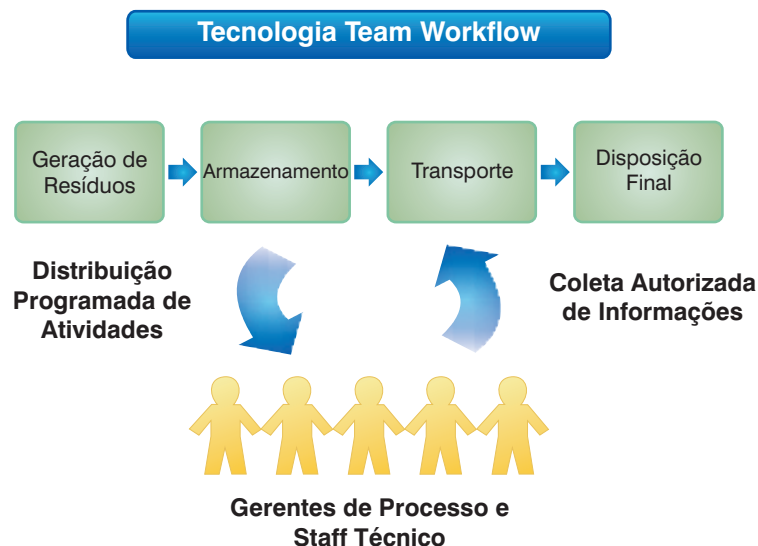 Tecnologia Team Workflow
Geração de
Resíduos
Armazenamento
Transporte
Disposição
Final
Distribuição
Programada de
Atividades
Coleta Autorizada
de Informações
Gerentes de Processo e
Staff Técnico